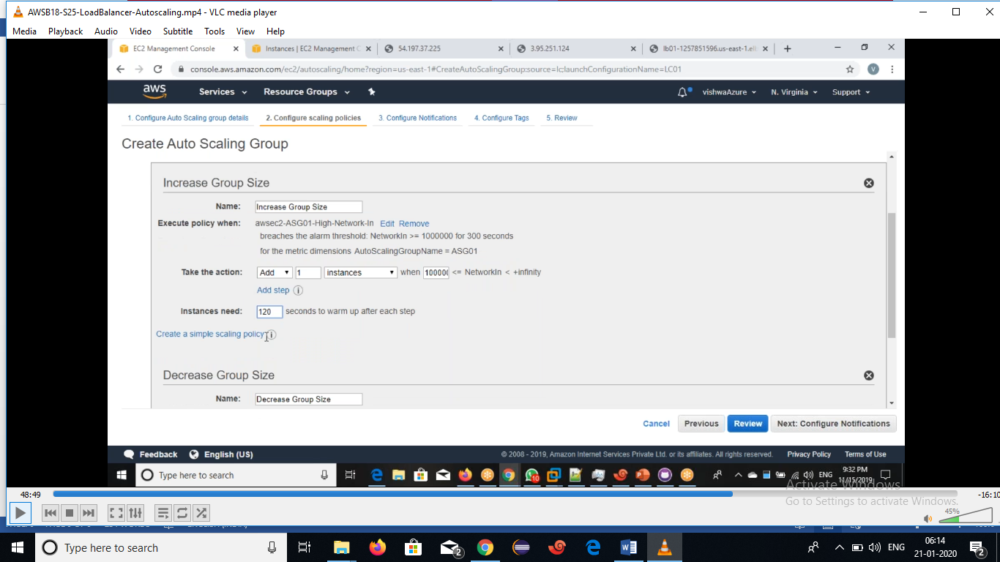 AWSB18-S25-LoadBalancer-Autoscaling.mp4 - VLC media player
Media Playback Audio Video Subtitle Tools View Help
EC2 Management Console Instances | EC2 Management C 54.197.37.225 3.95.251.124 lb01-1257851596.us-east-1.el
console.aws.amazon.com/ec2/autoscaling/home?region=us-east-1#CreateAutoScalingGroup:source=lc;launchConfigurationName=LC01 V
aws Services Resource Groups vishwaAzure N. Virginia Support
1. Configure Auto Scaling group details 2. Configure scaling policies 3. Configure Notifications 4. Configure Tags 5. Review
Create Auto Scaling Group
Increase Group Size
Name: Increase Group Size
Execute policy when: awsec2-ASG01-High-Network-In Edit Remove
breaches the alarm threshold: NetworkIn >= 1000000 for 300 seconds
for the metric dimensions AutoScalingGroupName = ASG01
Take the action: Add 1 instances when 100000 <= NetworkIn < +infinity
Add step i
Instances need: 120 seconds to warm up after each step
Create a simple scaling policy i
Decrease Group Size
Name: Decrease Group Size
Cancel Previous Review Next: Configure Notifications
Feedback English (US) © 2008 - 2019, Amazon Internet Services Private Ltd. or its affiliates. All rights reserved. Privacy Policy Terms of Use
Type here to search 10 ENG 9:32 PM
11/15/2019
Activate Windows
Go to Settings to activate Windows.
48:49 -16:10
45%
Type here to search 2 ENG 06:14
21-01-2020 2